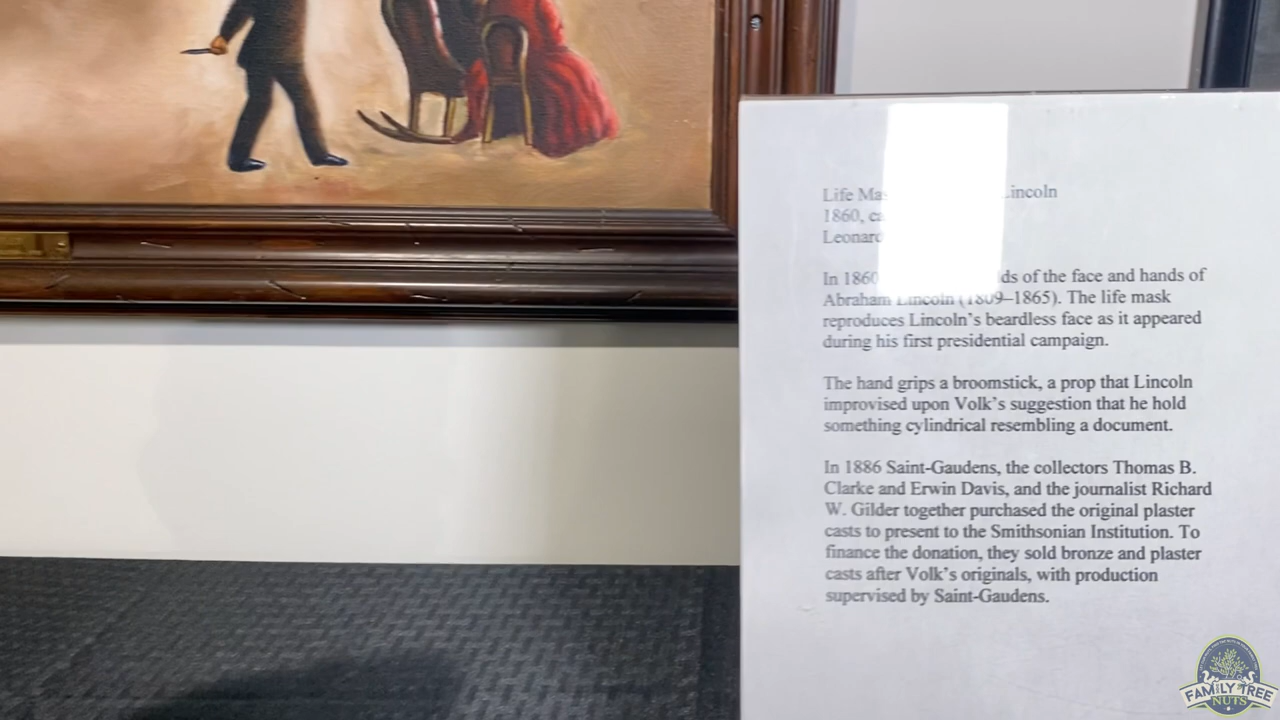 Life Lincoln
1860,
In 1860 of the face and hands of
Abraham Lincoln (1809–1865). The life mask
reproduces Lincoln's beardless face as it appeared
during his first presidential campaign.
The hand grips a broomstick, a prop that Lincoln
improvised upon Volk's suggestion that he hold
something cylindrical resembling a document.
In 1886 Saint-Gaudens, the collectors Thomas B.
Clarke and Erwin Davis, and the journalist Richard
W. Gilder together purchased the original plaster
casts to present to the Smithsonian Institution. To
finance the donation, they sold bronze and plaster
casts after Volk's originals, with production
supervised by Saint-Gaudens.
FAMILY TREE
NUTS